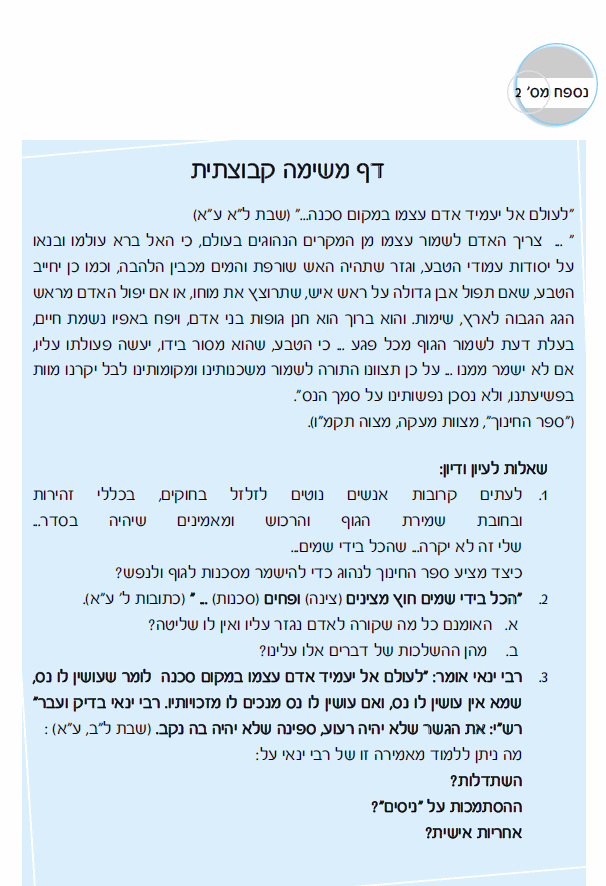 נספח מס' 2
דף משימה קבוצתית
"לעולם אל יעמיד אדם עצמו במקום סכנה..." (שבת ל"א ע"א)
" ... צריך האדם לשמור עצמו מן המקרים הנהוגים בעולם, כי האל ברא עולמו ובנאו
על יסודות עמודי הטבע, וגזר שתהיה האש שורפת והמים מכבין הלהבה, וכמו כן יחייב
הטבע, שאם תפול אבן גדולה על ראש איש, שתרוצץ את מוחו, או אם יפול האדם מראש
הגג הגבוה לארץ, שימות. והוא ברוך הוא חנן גופות בני אדם, ויפח באפיו נשמת חיים,
בעלת דעת לשמור הגוף מכל פגע ... כי הטבע, שהוא מסור בידו, יעשה פעולתו עליו,
אם לא ישמר ממנו ... על כן תצוונו התורה לשמור משכנותינו ומקומותינו לבל יקרנו מוות
בפשיעתנו, ולא נסכן נפשותינו על סמך הנס".
("ספר החינוך", מצוות מעקה, מצוה תקמ"ו).
שאלות לעיון ודיון:
1. לעתים קרובות אנשים נוטים לזלזל בחוקים, בכללי זהירות
ובחובת שמירת הגוף והרכוש ומאמינים שיהיה בסדר...
שלי זה לא יקרה... שהכל בידי שמים...
כיצד מציע ספר החינוך לנהוג כדי להישמר מסכנות לגוף ולנפש?
2. "הכל בידי שמים חוץ מצינים (צינה) ופחים (סכנות) ... " (כתובות ל' ע"א).
א. האומנם כל מה שקורה לאדם נגזר עליו ואין לו שליטה?
ב. מהן ההשלכות של דברים אלו עלינו?
3. רבי ינאי אומר: "לעולם אל יעמיד אדם עצמו במקום סכנה לומר שעושין לו נס,
שמא אין עושין לו נס, ואם עושין לו נס מנכים לו מזכויותיו. רבי ינאי בדיק ועבר"
רש"י: את הגשר שלא יהיה רעוע, ספינה שלא יהיה בה נקב. (שבת ל"ב, ע"א) :
מה ניתן ללמוד מאמירה זו של רבי ינאי על:
השתדלות?
ההסתמכות על "ניסים"?
אחריות אישית?